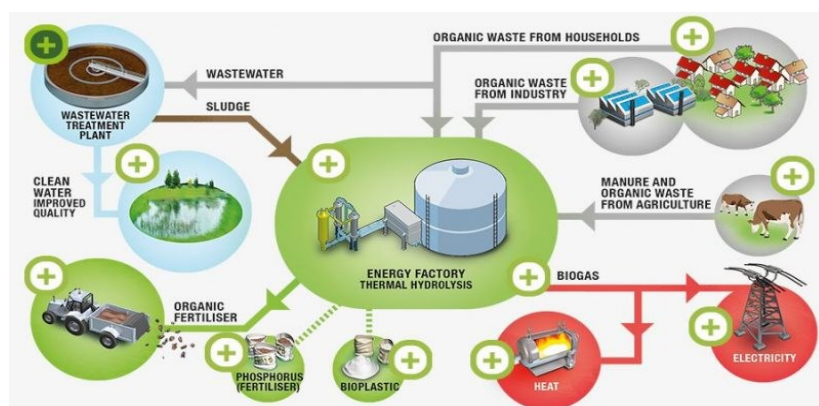 ORGANIC WASTE FROM HOUSEHOLDS
WASTEWATER
ORGANIC WASTE
FROM INDUSTRY
SLUDGE
WASTEWATER
TREATMENT
PLANT
CLEAN
WATER
IMPROVED
QUALITY
MANURE AND
ORGANIC WASTE
FROM AGRICULTURE
ENERGY FACTORY
THERMAL HYDROLYSIS
BIOGAS
ORGANIC
FERTILISER
PHOSPHORUS
(FERTILISER)
BIOPLASTIC
HEAT
ELECTRICITY